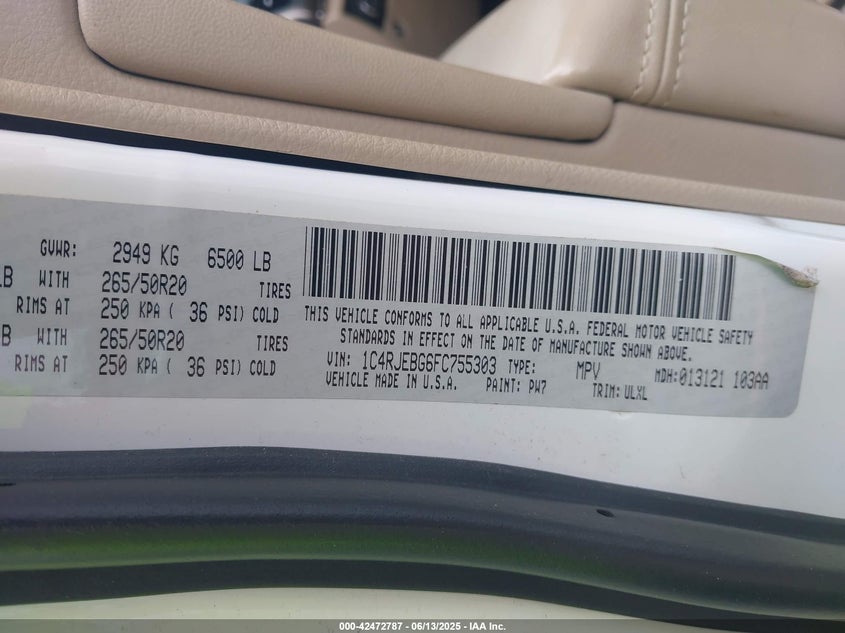 GVWR: 2949 KG 6500 LB
LB WITH 265/50R20 TIRES
RIMS AT 250 KPA ( 36 PSI) COLD
B WITH 265/50R20 TIRES
RIMS AT 250 KPA ( 36 PSI) COLD
THIS VEHICLE CONFORMS TO ALL APPLICABLE U.S.A. FEDERAL MOTOR VEHICLE SAFETY
STANDARDS IN EFFECT ON THE DATE OF MANUFACTURE SHOWN ABOVE.
VIN: 1C4RJEBG6FC755303 TYPE: MPV MDH:013121 103AA
VEHICLE MADE IN U.S.A. PAINT: PW7 TRIM: ULXL
000-42472787 - 06/13/2025 - IAA Inc.